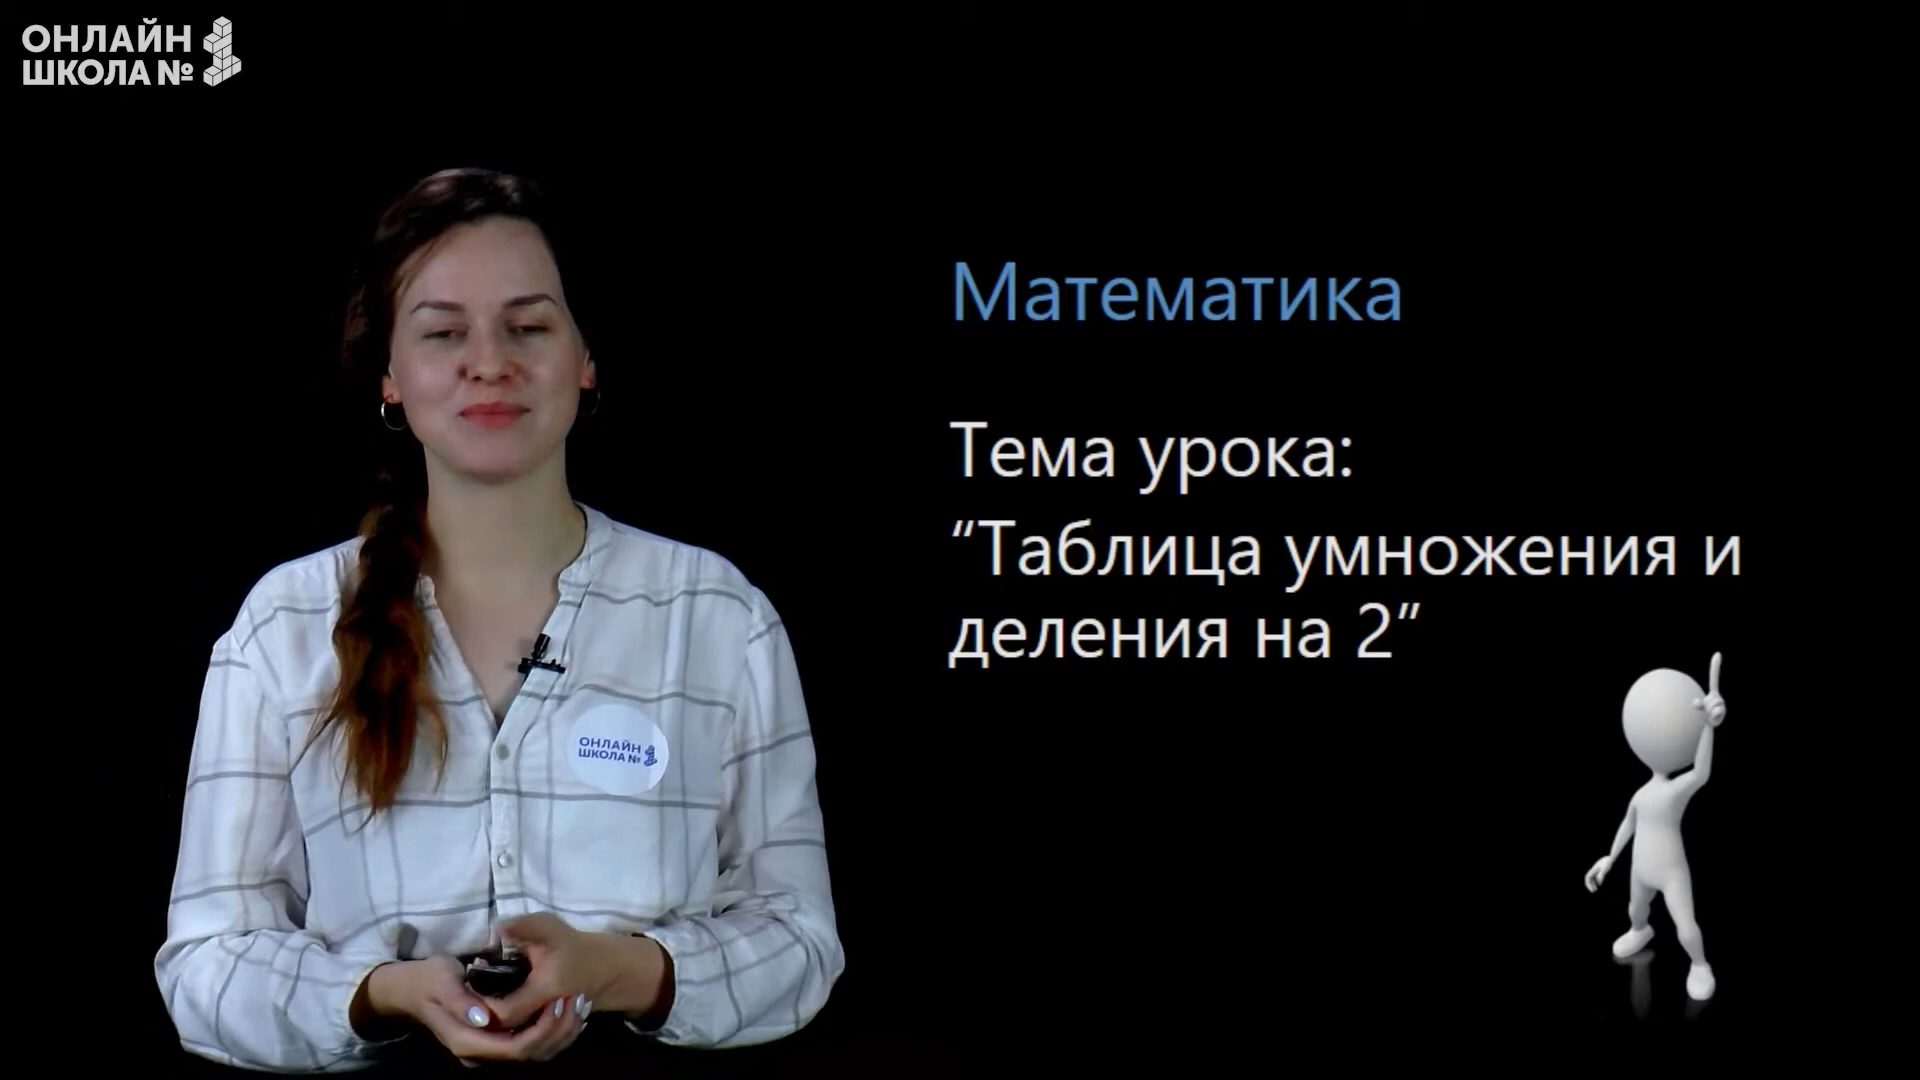 ОНЛАЙН
ШКОЛА №
Математика
Тема урока:
“Таблица умножения и
деления на 2”
ОНЛАЙН
ШКОЛА №